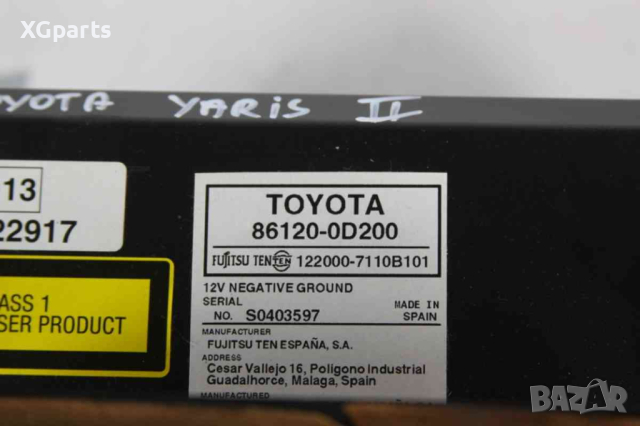 XGparts
OYOTA YARIS II
13
22917
ASS 1
SER PRODUCT
TOYOTA
86120-0D200
FUJITSU TEN TEN 122000-7110B101
12V NEGATIVE GROUND
SERIAL
NO. S0403597
MADE IN
SPAIN
MANUFACTURER
FUJITSU TEN ESPAÑA, S.A.
ADDRESS
Cesar Vallejo 16, Poligono Industrial
Guadalhorce, Malaga, Spain
BAZAR